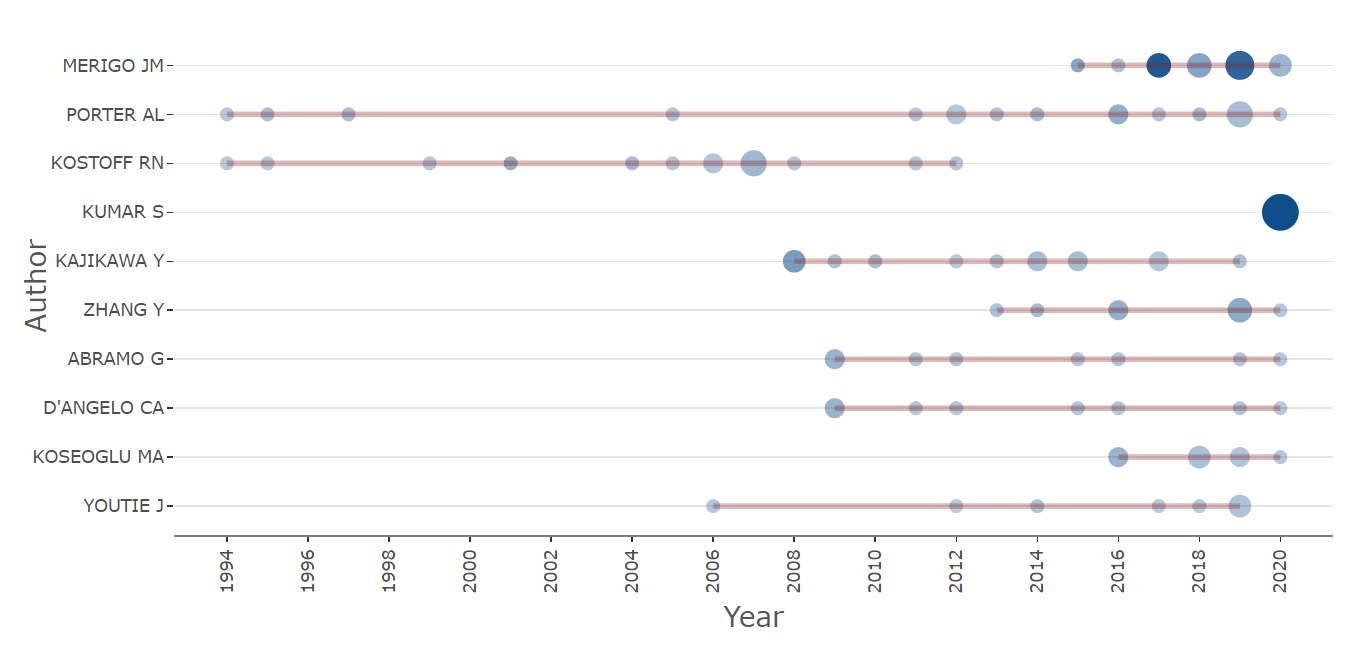 MERIGO JM
PORTER AL
KOSTOFF RN
KUMAR S
KAJIKAWA Y
ZHANG Y
ABRAMO G
D'ANGELO CA
KOSEOGLU MA
YOUTIE J
Author
1994
1996
1998
2000
2002
2004
2006
2008
2010
2012
2014
2016
2018
2020
Year